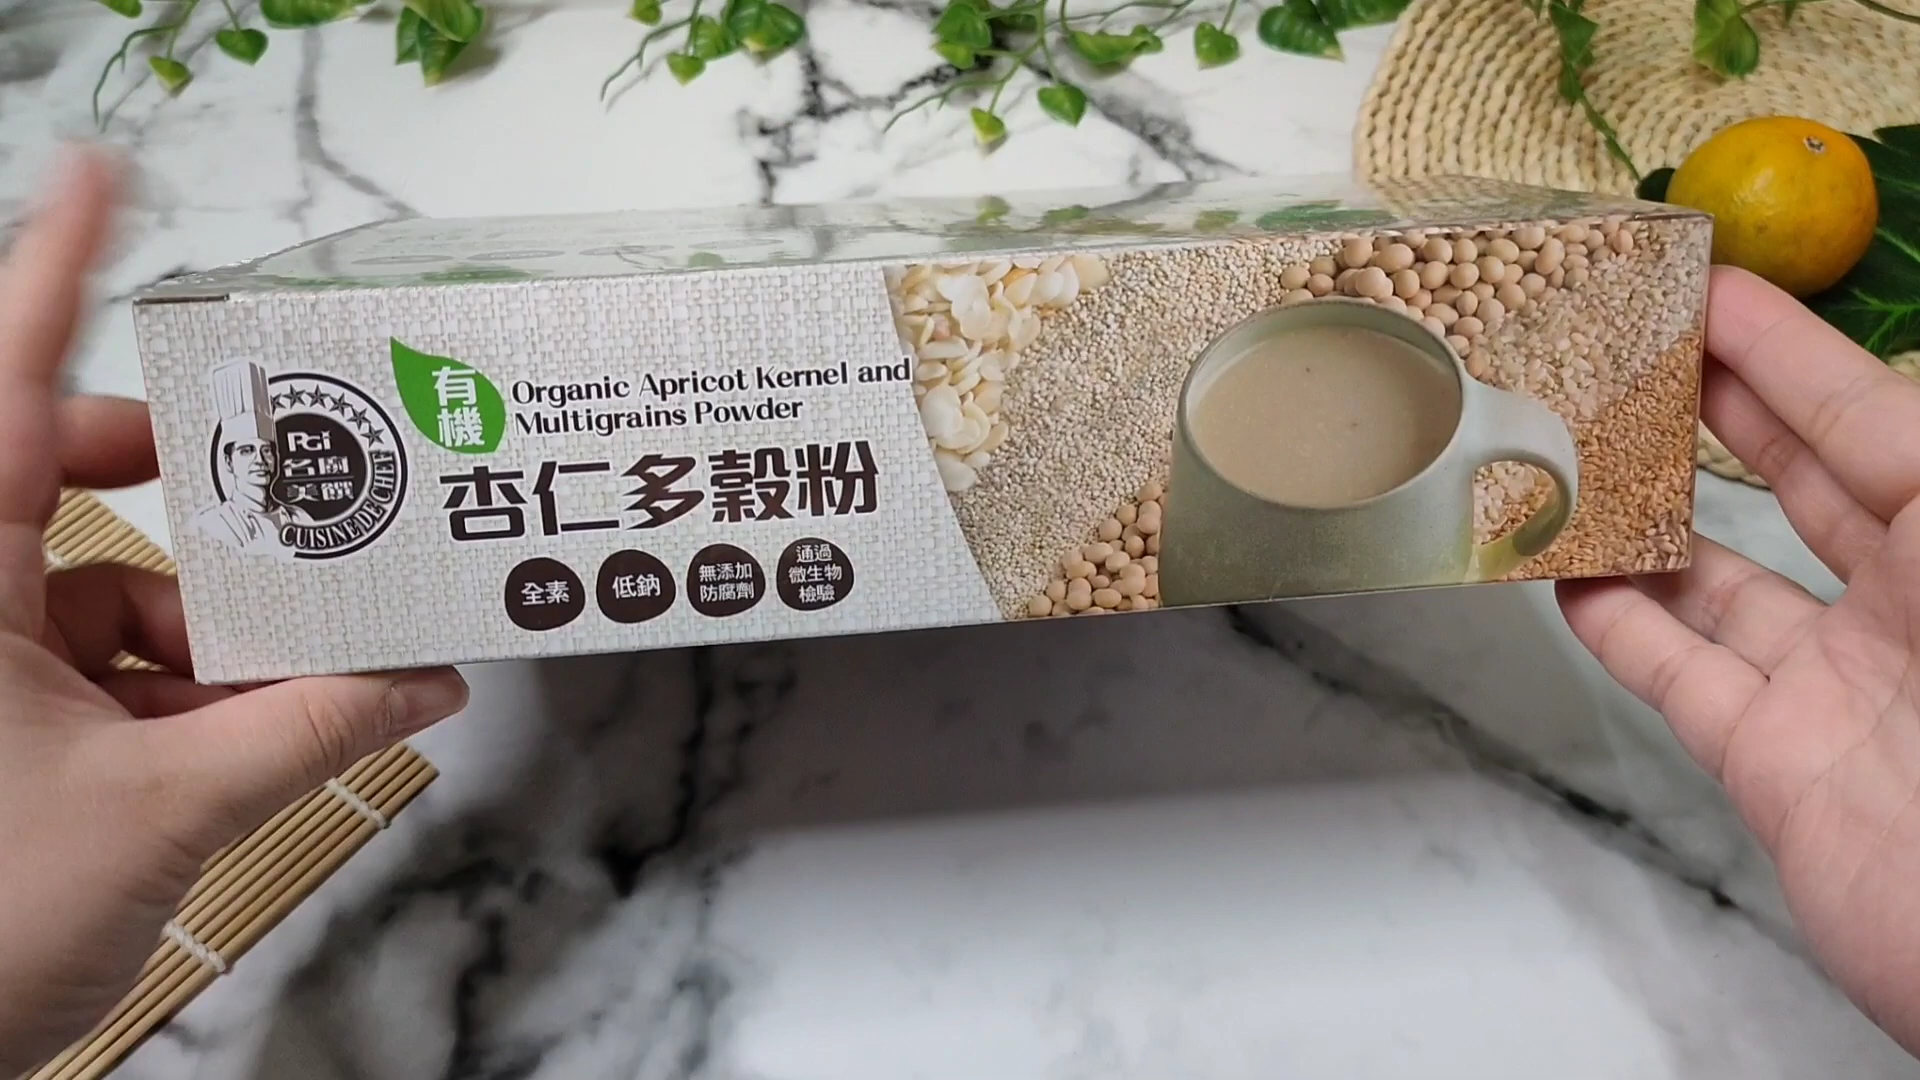 PGi
名廚
美饌
CUISINE DE CHEF
有機
Organic Apricot Kernel and
Multigrains Powder
杏仁多穀粉
全素
低鈉
無添加
防腐劑
通過
微生物
檢驗